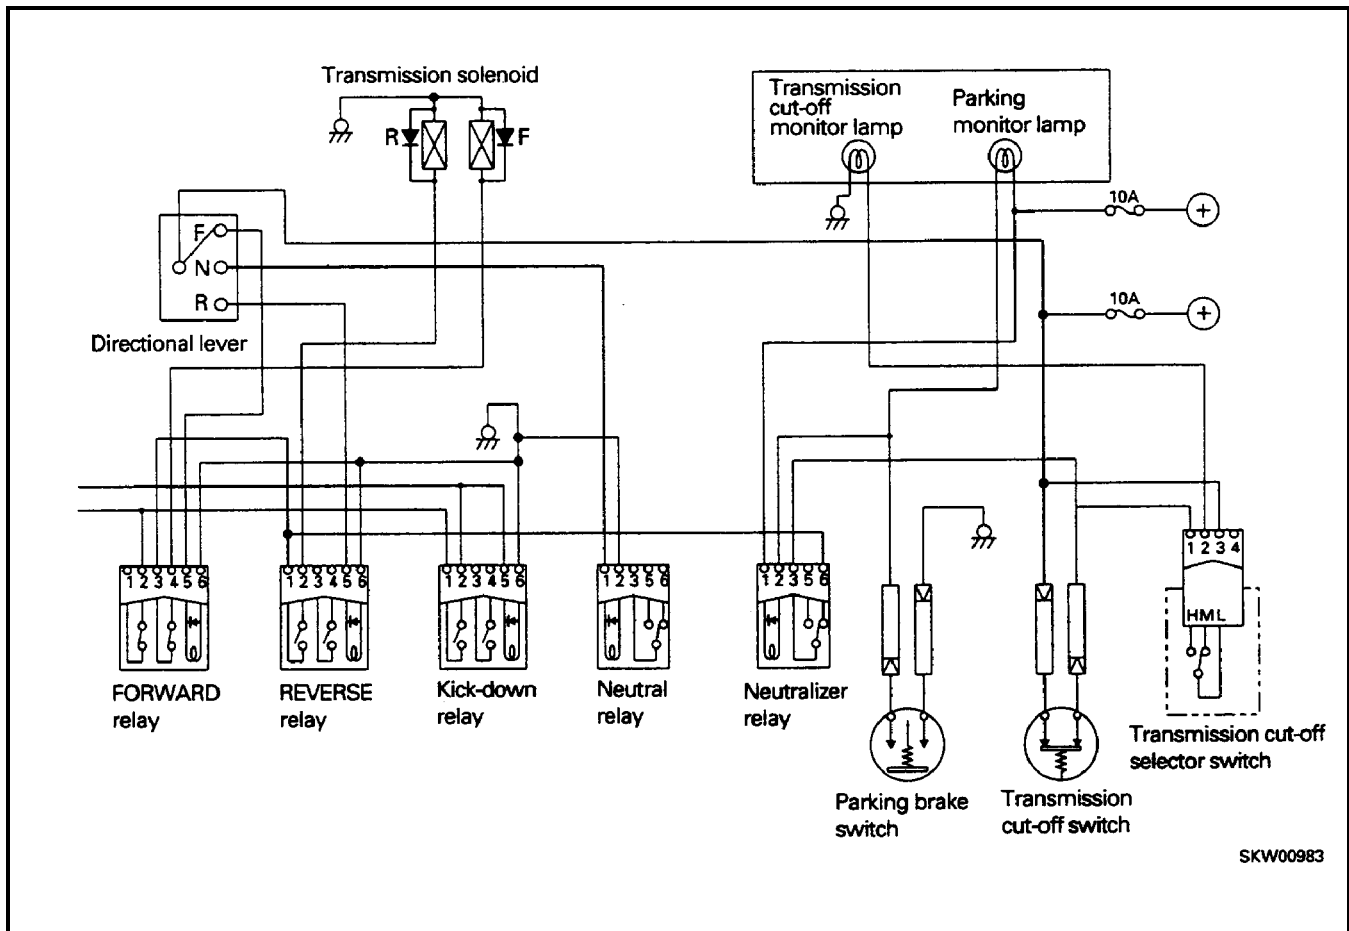 Transmission solenoid
R
F
Transmission
cut-off
monitor lamp
Parking
monitor lamp
10A
+
10A
+
F
N
R
Directional lever
1 2 3 4 5 6
1 2 3 4 5 6
1 2 3 4 5 6
1 2 3 5 6
1 2 3 5 6
1 2 3 4
HML
FORWARD
relay
REVERSE
relay
Kick-down
relay
Neutral
relay
Neutralizer
relay
Parking brake
switch
Transmission
cut-off switch
Transmission cut-off
selector switch
SKW00983